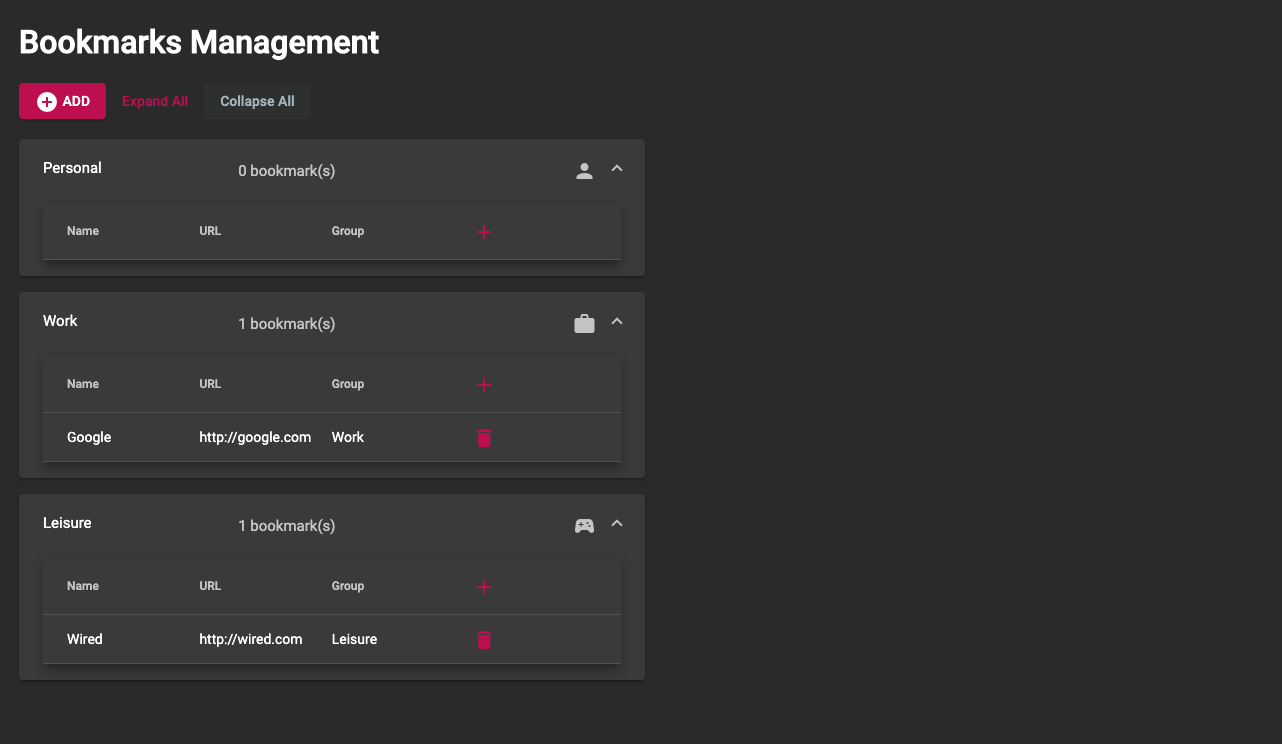 Bookmarks Management
ADD Expand All Collapse All
Personal 0 bookmark(s)
Name URL Group
Work 1 bookmark(s)
Name URL Group
Google http://google.com Work
Leisure 1 bookmark(s)
Name URL Group
Wired http://wired.com Leisure